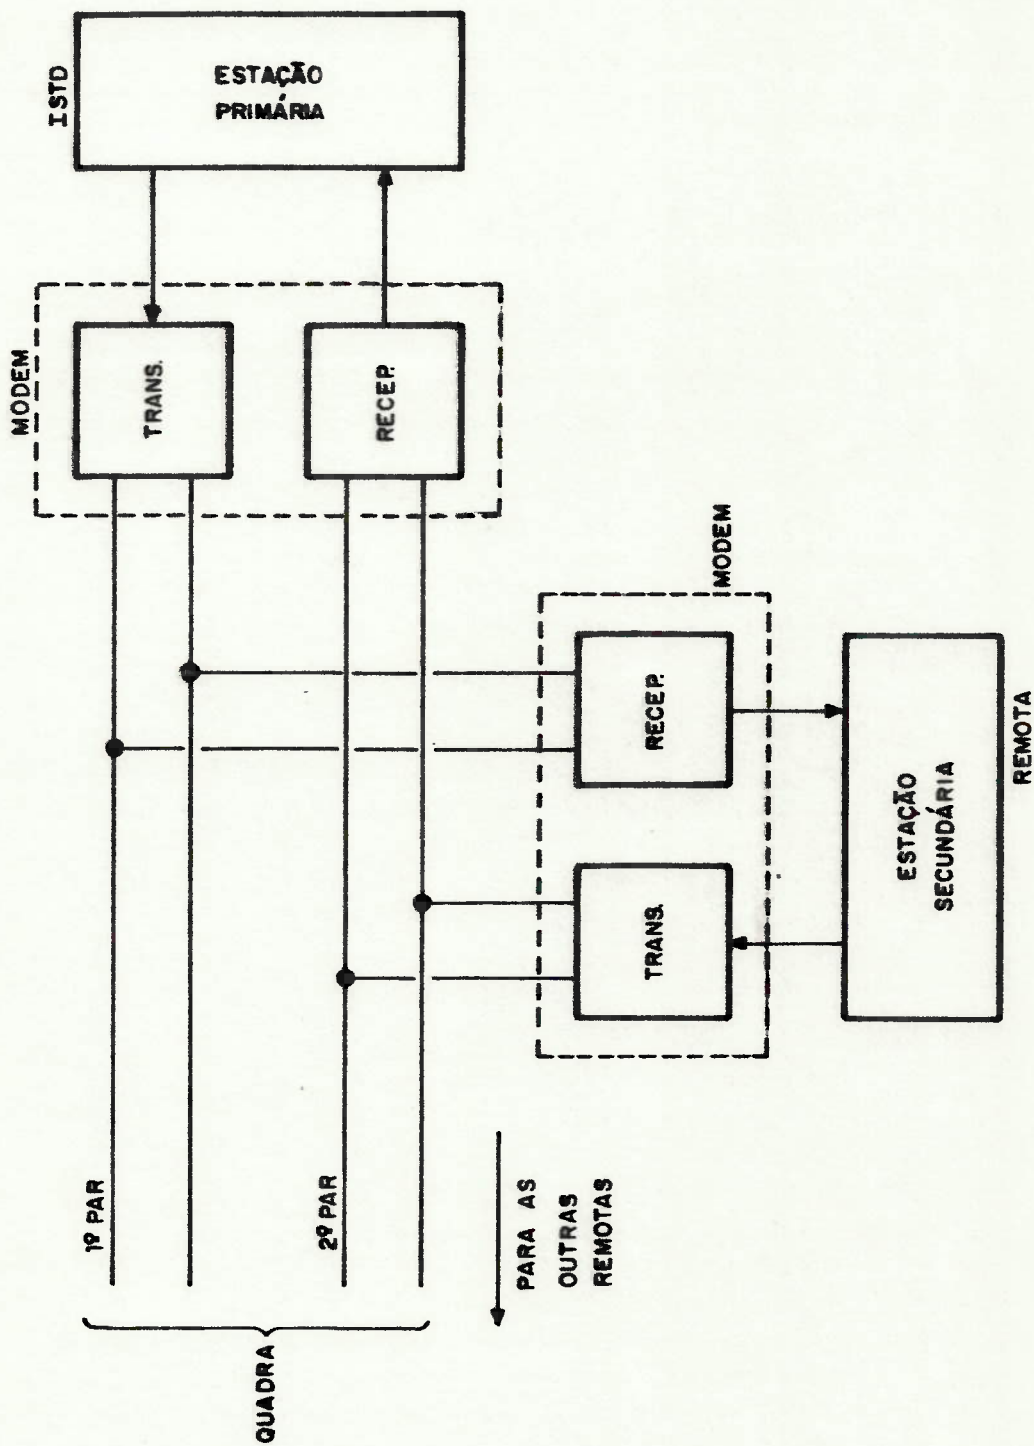 ISTD
ESTAÇÃO
PRIMÁRIA
MODEM
TRANS.
RECEP.
MODEM
RECEP.
TRANS.
ESTAÇÃO
SECUNDÁRIA
REMOTA
1º PAR
2º PAR
QUADRA
PARA AS
OUTRAS
REMOTAS